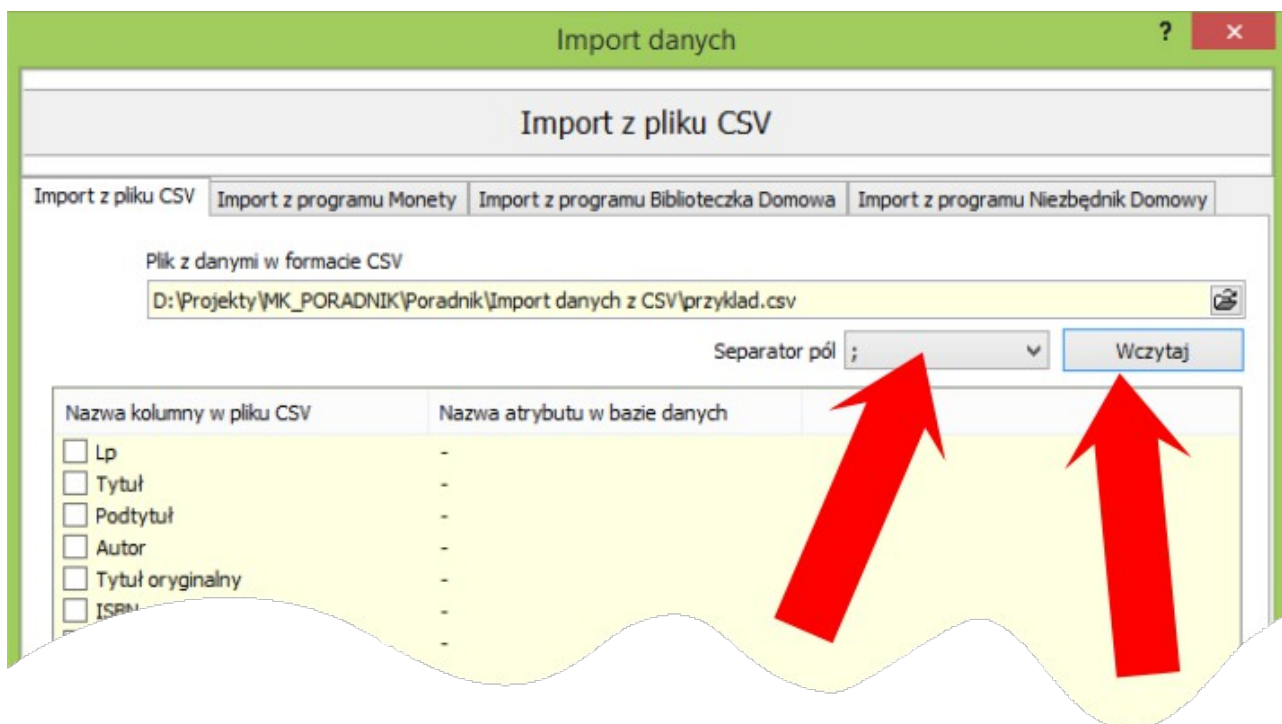 Import danych
?
Import z pliku CSV
Import z pliku CSV Import z programu Monety Import z programu Biblioteczka Domowa Import z programu Niezbędnik Domowy
Plik z danymi w formacie CSV
D:\Projekty\MK_PORADNIK\Poradnik\Import danych z CSV\przyklad.csv
Separator pól ; Wczytaj
Nazwa kolumny w pliku CSV Nazwa atrybutu w bazie danych
Lp -
Tytuł -
Podtytuł -
Autor -
Tytuł oryginalny -
ISBN -
-